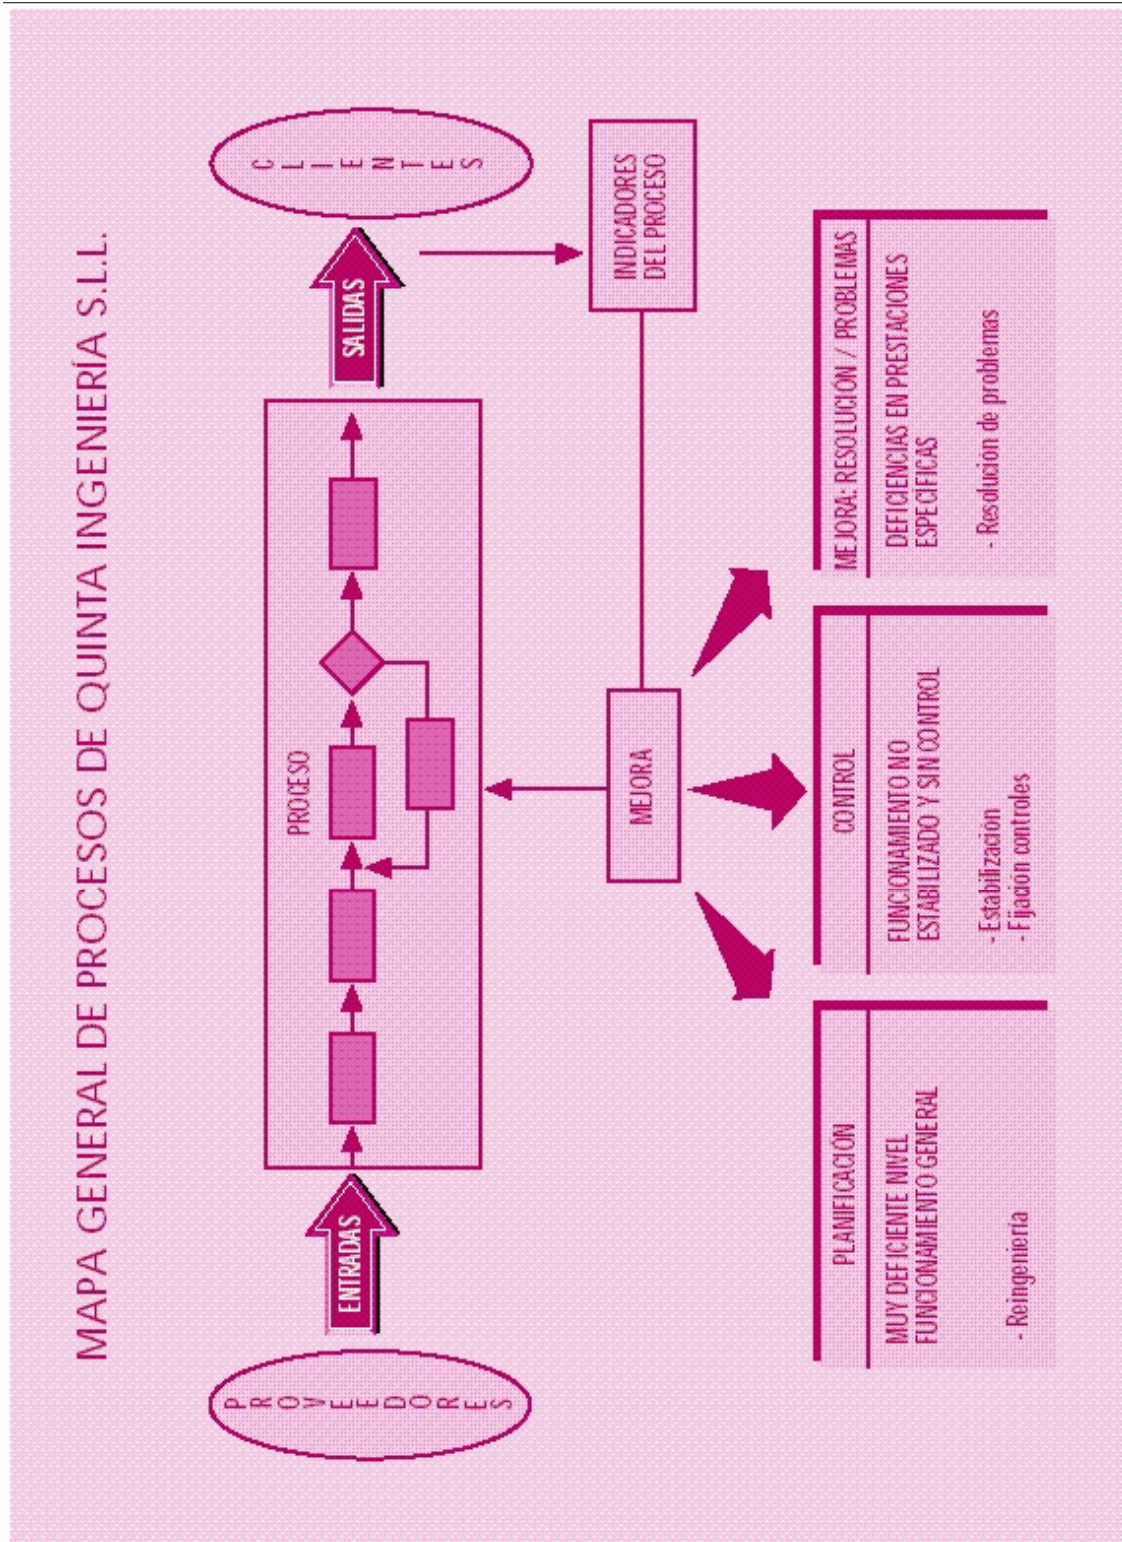 MAPA GENERAL DE PROCESOS DE QUINTA INGENIERÍA S.L.L.
PROVEEDORES
ENTRADAS
PROCESO
SALIDAS
CLIENTES
INDICADORES
DEL PROCESO
MEJORA
PLANIFICACIÓN
MUY DEFICIENTE NIVEL
FUNCIONAMIENTO GENERAL
- Reingenieria
CONTROL
FUNCIONAMIENTO NO
ESTABILIZADO Y SIN CONTROL
- Estabilización
- Fijación controles
MEJORA: RESOLUCIÓN / PROBLEMAS
DEFICIENCIAS EN PRESTACIONES
ESPECÍFICAS
- Resolución de problemas